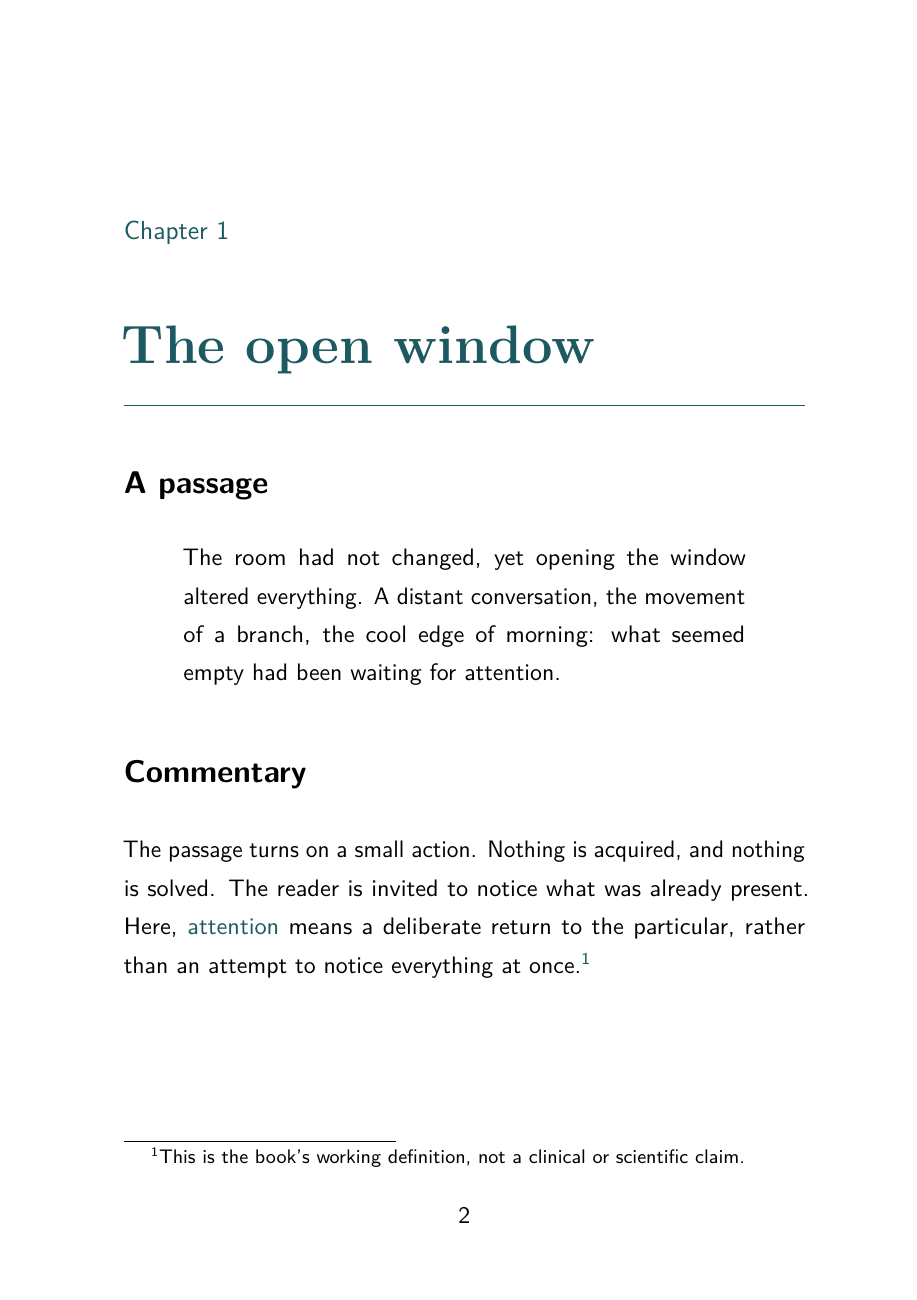 Chapter 1
The open window
A passage
The room had not changed, yet opening the window
altered everything. A distant conversation, the movement
of a branch, the cool edge of morning: what seemed
empty had been waiting for attention.
Commentary
The passage turns on a small action. Nothing is acquired, and nothing
is solved. The reader is invited to notice what was already present.
Here, attention means a deliberate return to the particular, rather
than an attempt to notice everything at once.1
1This is the book's working definition, not a clinical or scientific claim.
2